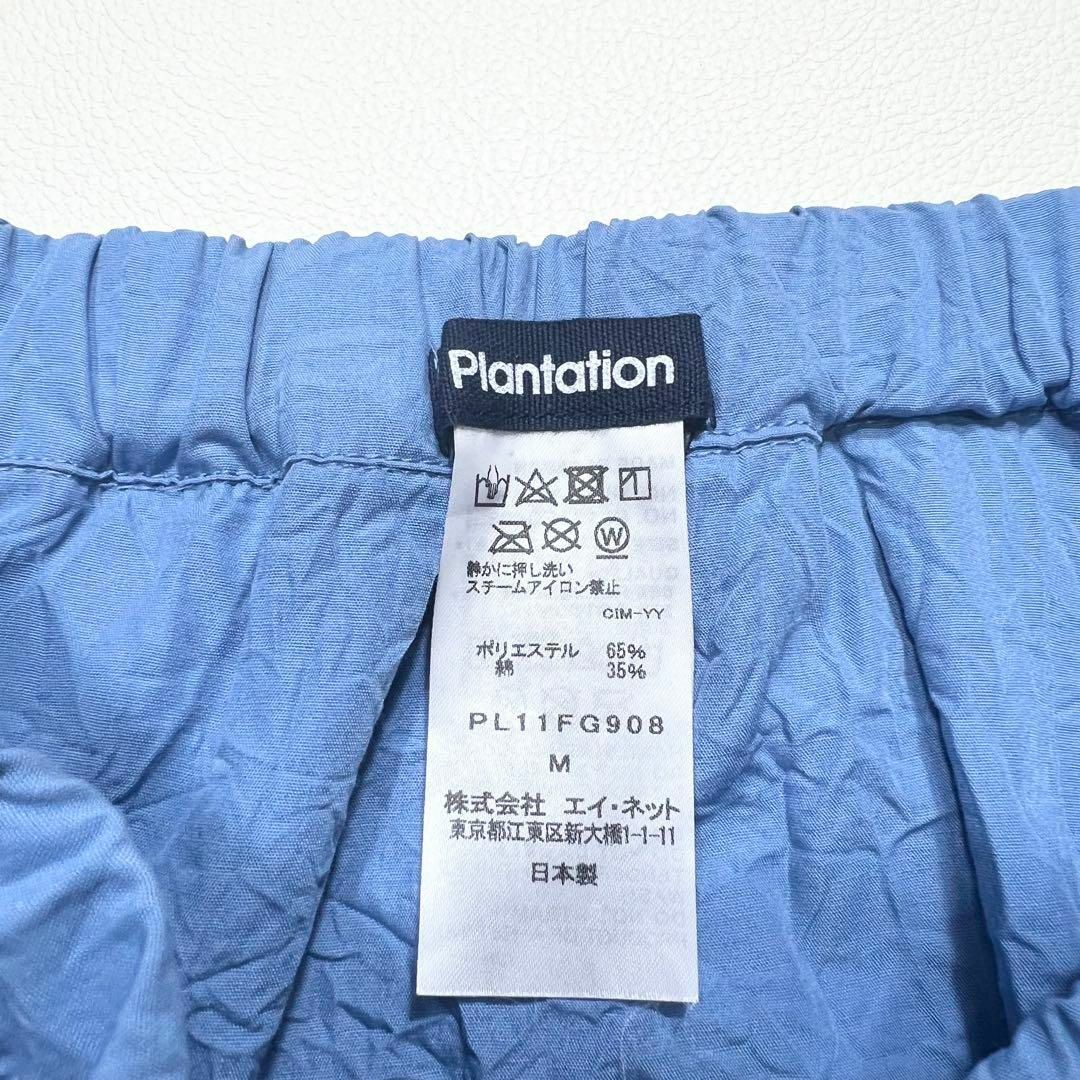 Plantation
W
静かに押し洗い
スチームアイロン禁止
CIM-YY
ポリエステル 65%
綿 35%
PL11FG908
M
株式会社 エイ・ネット
東京都江東区新大橋1-1-11
日本製